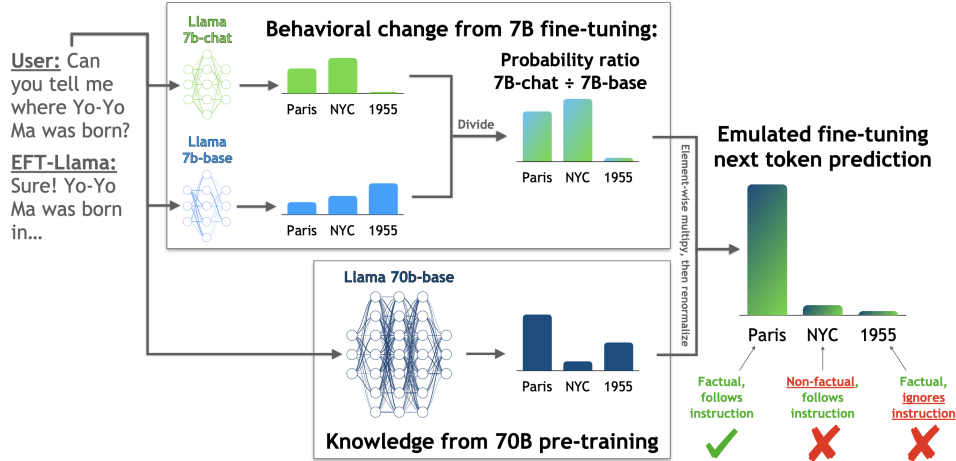 User: Can
you tell me
where Yo-Yo
Ma was born?
EFT-Llama:
Sure! Yo-Yo
Ma was born
in...
Llama
7b-chat
Behavioral change from 7B fine-tuning:
Paris NYC 1955
Llama
7b-base
Paris NYC 1955
Divide
Probability ratio
7B-chat ÷ 7B-base
Paris NYC 1955
Llama 70b-base
Paris NYC 1955
Knowledge from 70B pre-training
Element-wise multipy, then renormalize
Emulated fine-tuning
next token prediction
Paris NYC 1955
Factual,
follows
instruction
Non-factual,
follows
instruction
Factual,
ignores
instruction